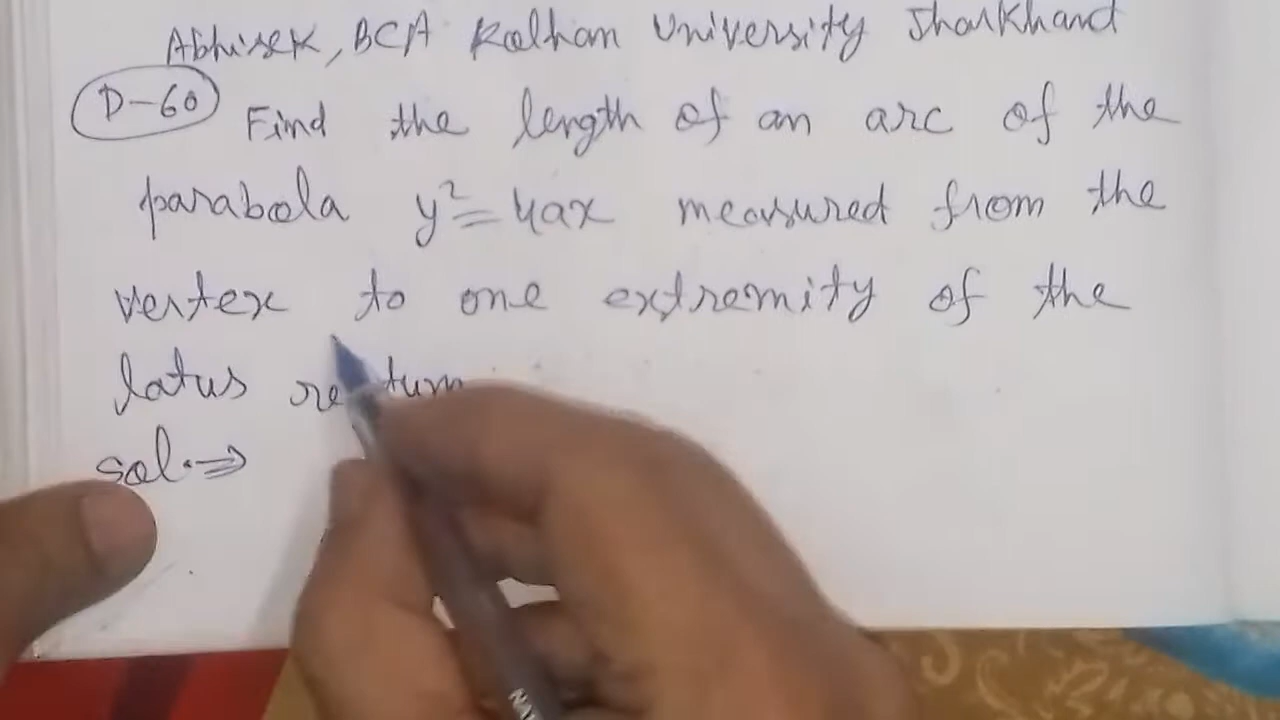 Abhisek, BCA Kolhan University Jharkhand
D-60 Find the length of an arc of the
parabola y²=4ax measured from the
vertex to one extremity of the
latus
sol.⇒